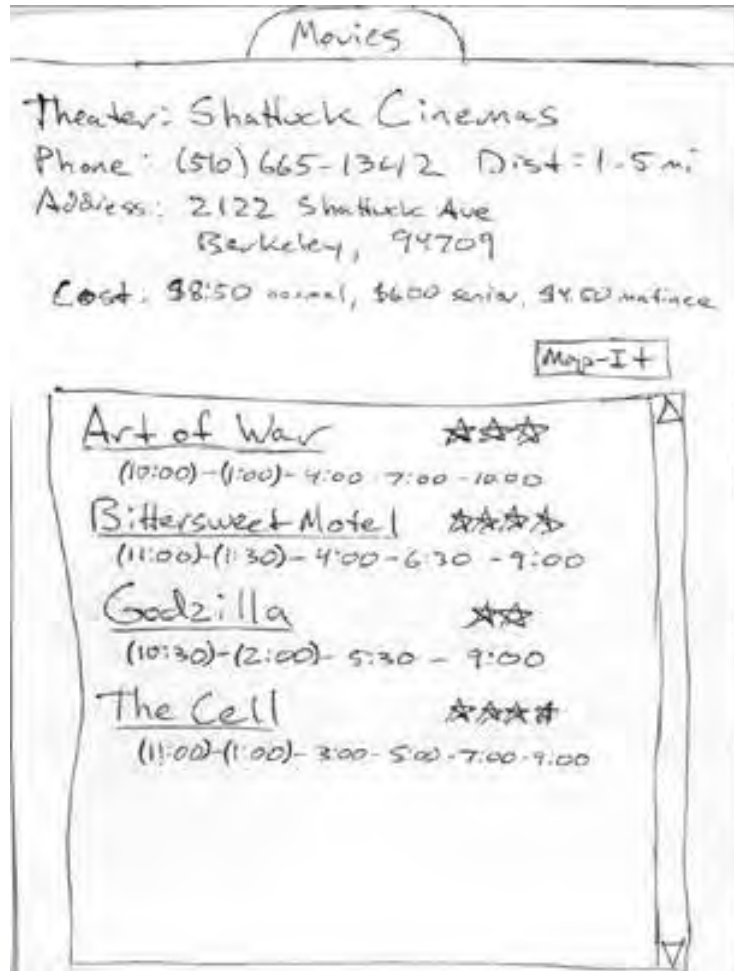 Movies
Theater: Shattuck Cinemas
Phone: (510) 665-1342 Dist: 1.5 mi
Address: 2122 Shattuck Ave
Berkeley, 94709
Cost: $8:50 normal, $6.00 senior, $4.50 matinee
Map-It
Art of War
(10:00)-(1:00)-4:00-7:00-10:00
Bittersweet Motel
(11:00)-(1:30)-4:00-6:30-9:00
Godzilla
(10:30)-(2:00)-5:30-9:00
The Cell
(11:00)-(1:00)-3:00-5:00-7:00-9:00